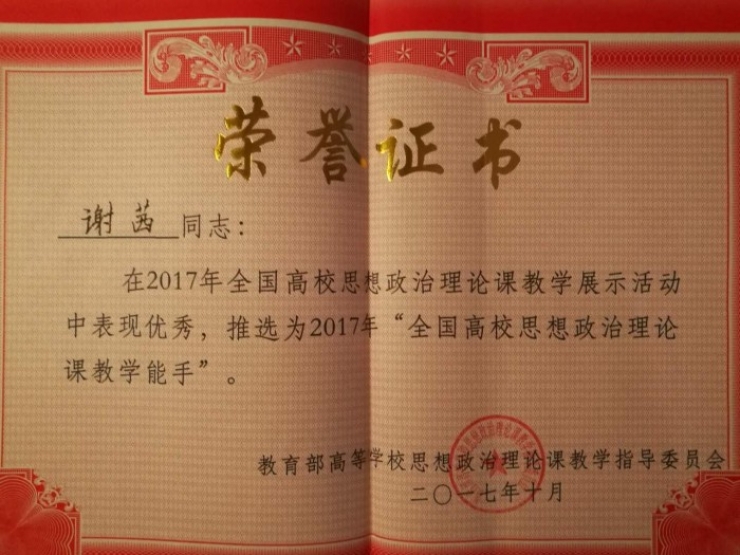 荣誉证书
谢茜 同志：
在2017年全国高校思想政治理论课教学展示活动
中表现优秀，推选为2017年“全国高校思想政治理论
课教学能手”。
教育部高等学校思想政治理论课教学指导委员会
二〇一七年十月